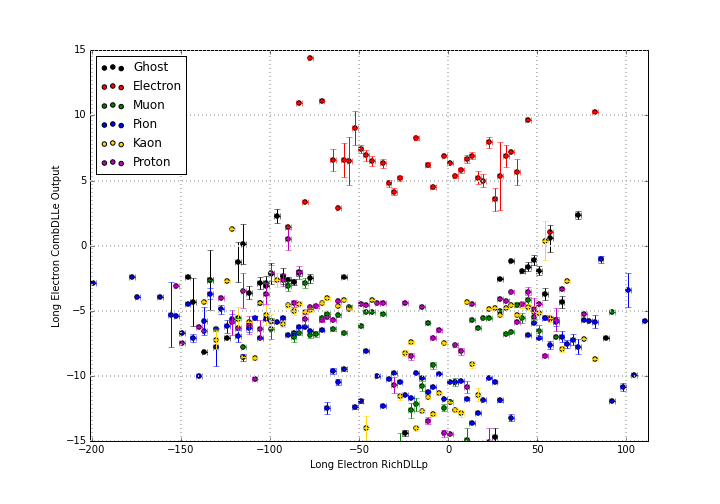 15
10
5
0
−5
−10
−15
−200
−150
−100
−50
0
50
100
Long Electron CombDLLe Output
Long Electron RichDLLp
Ghost
Electron
Muon
Pion
Kaon
Proton